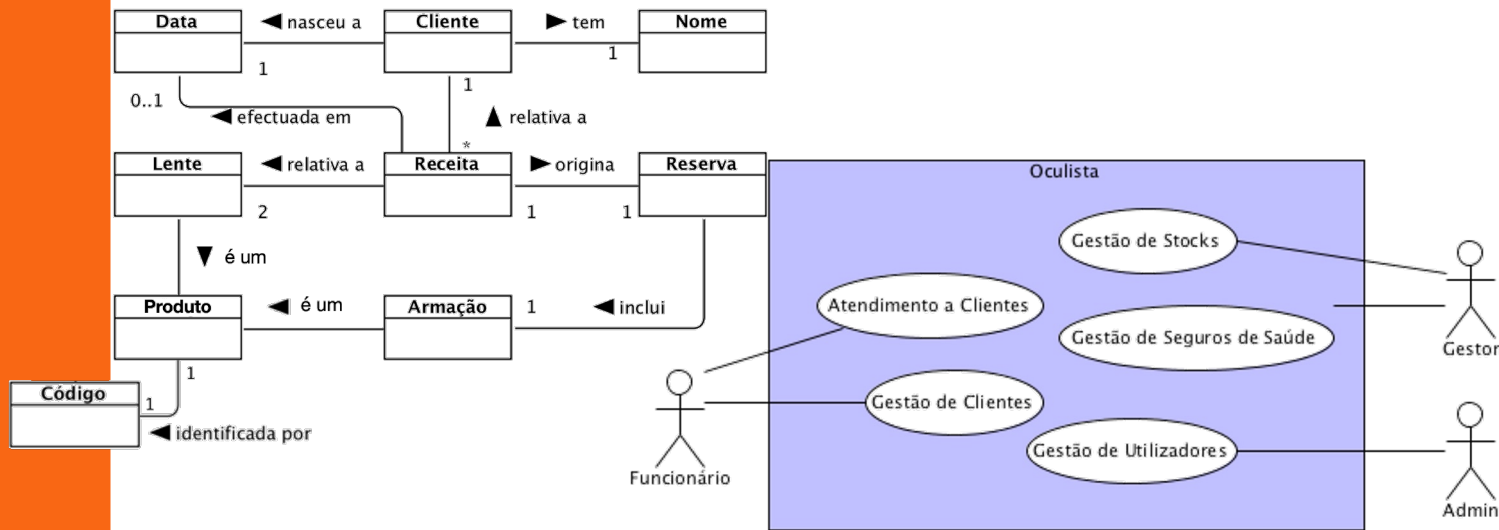 Data
nasceu a
Cliente
tem
Nome
1
1
0..1
1
efectuada em
relativa a
*
Lente
relativa a
Receita
origina
Reserva
2
1
1
é um
Produto
é um
Armação
1
inclui
1
Código
1
identificada por
Oculista
Gestão de Stocks
Atendimento a Clientes
Gestão de Seguros de Saúde
Gestor
Gestão de Clientes
Gestão de Utilizadores
Funcionário
Admin